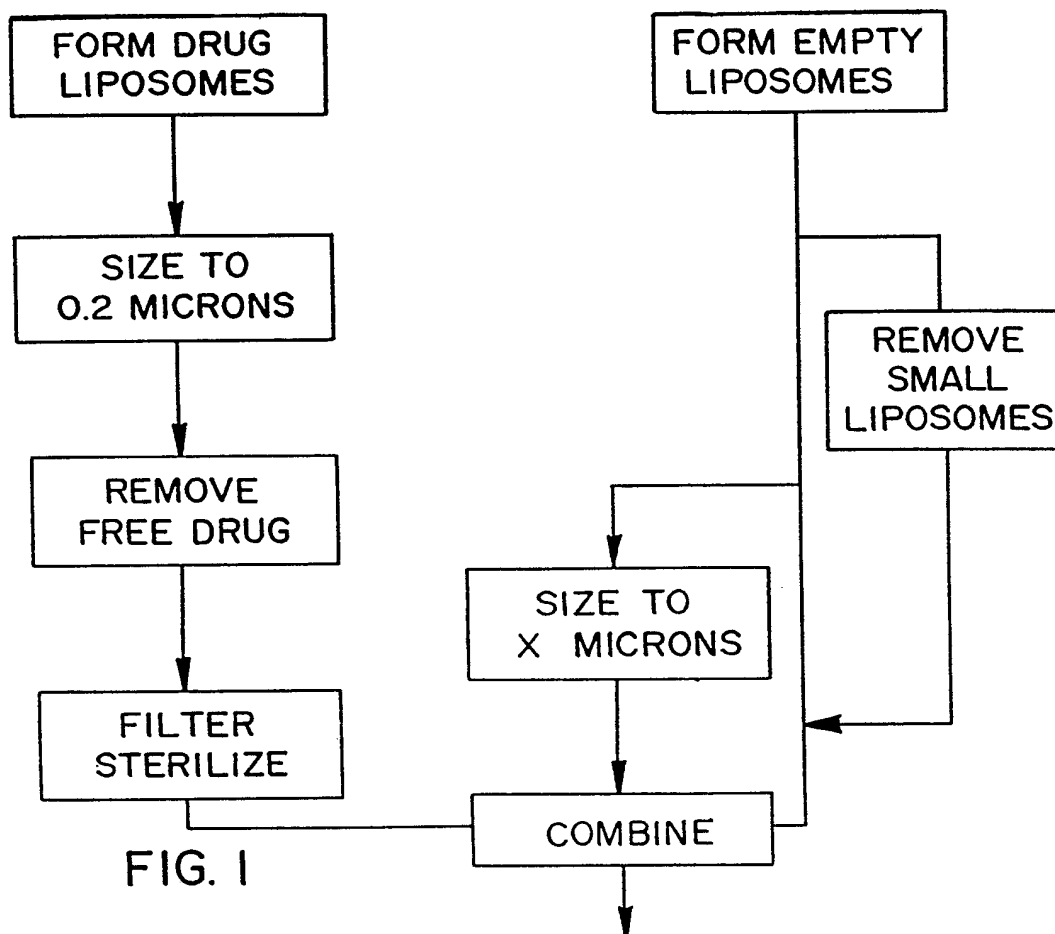 FORM DRUG
LIPOSOMES
SIZE TO
0.2 MICRONS
REMOVE
FREE DRUG
FILTER
STERILIZE
FORM EMPTY
LIPOSOMES
REMOVE
SMALL
LIPOSOMES
SIZE TO
X MICRONS
COMBINE
FIG. 1